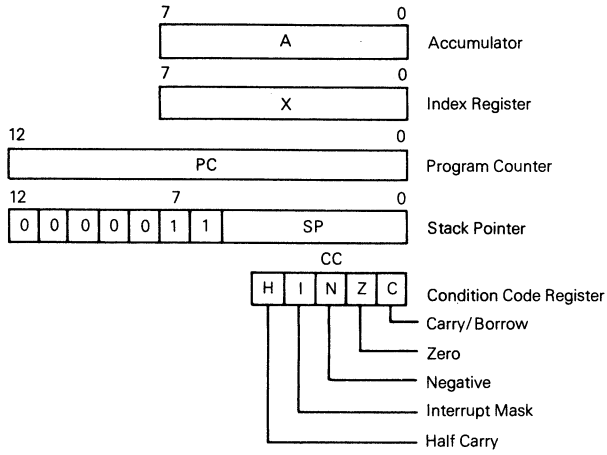 7 0
A Accumulator
7 0
X Index Register
12 0
PC Program Counter
12 7 0
0 0 0 0 0 1 1 SP Stack Pointer
CC
H I N Z C Condition Code Register
Carry/Borrow
Zero
Negative
Interrupt Mask
Half Carry